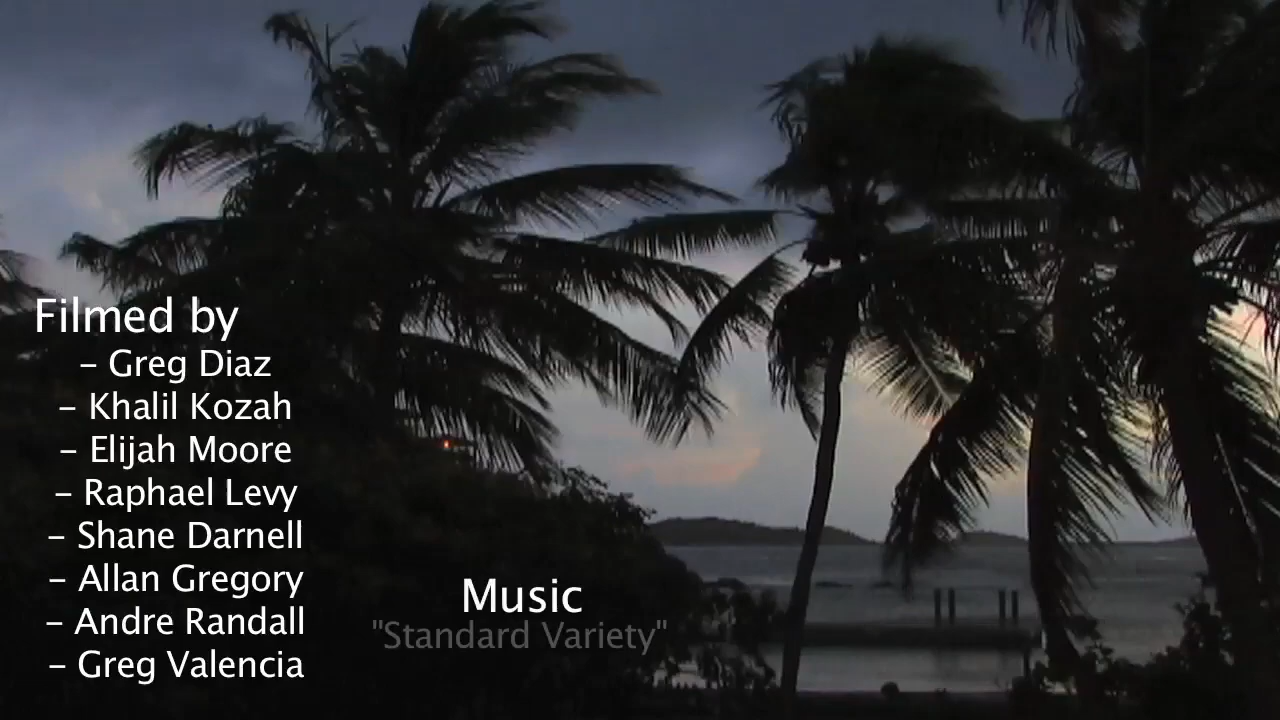 Filmed by
- Greg Diaz
- Khalil Kozah
- Elijah Moore
- Raphael Levy
- Shane Darnell
- Allan Gregory
- Andre Randall
- Greg Valencia
Music
"Standard Variety"